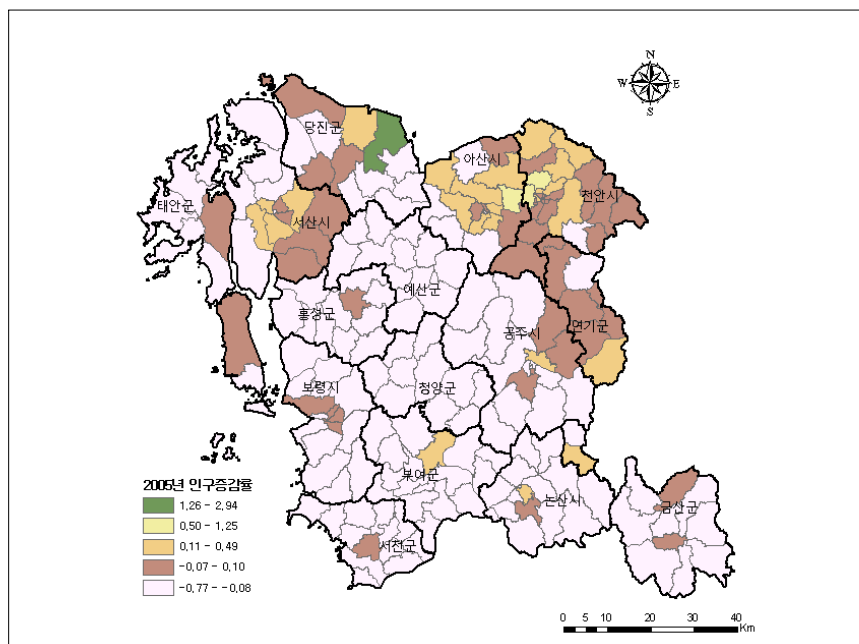 N
W E
S
당진군
아산시
천안시
태안군
서산시
예산군
홍성군
공주시
연기군
보령시
청양군
부여군
논산시
금산군
서천군
2005년 인구증감률
1,26 - 2,94
0,50 - 1,25
0,11 - 0,49
-0,07 - 0,10
-0,77 - -0,08
0 5 10 20 30 40
Km